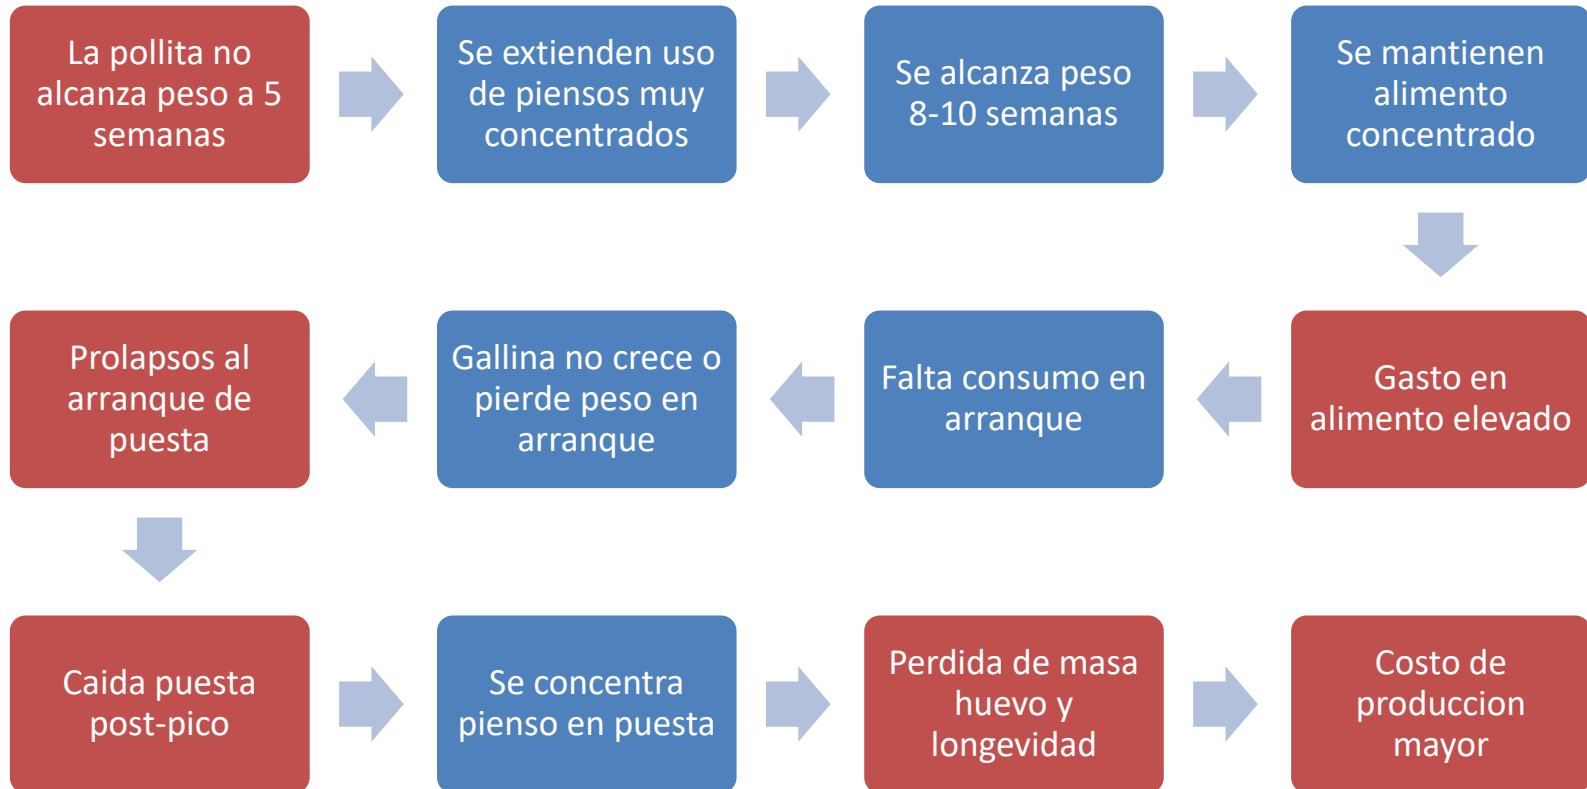 La pollita no
alcanza peso a 5
semanas
Se extienden uso
de piensos muy
concentrados
Se alcanza peso
8-10 semanas
Se mantienen
alimento
concentrado
Gasto en
alimento elevado
Falta consumo en
arranque
Gallina no crece o
pierde peso en
arranque
Prolapsos al
arranque de
puesta
Caida puesta
post-pico
Se concentra
pienso en puesta
Perdida de masa
huevo y
longevidad
Costo de
produccion
mayor